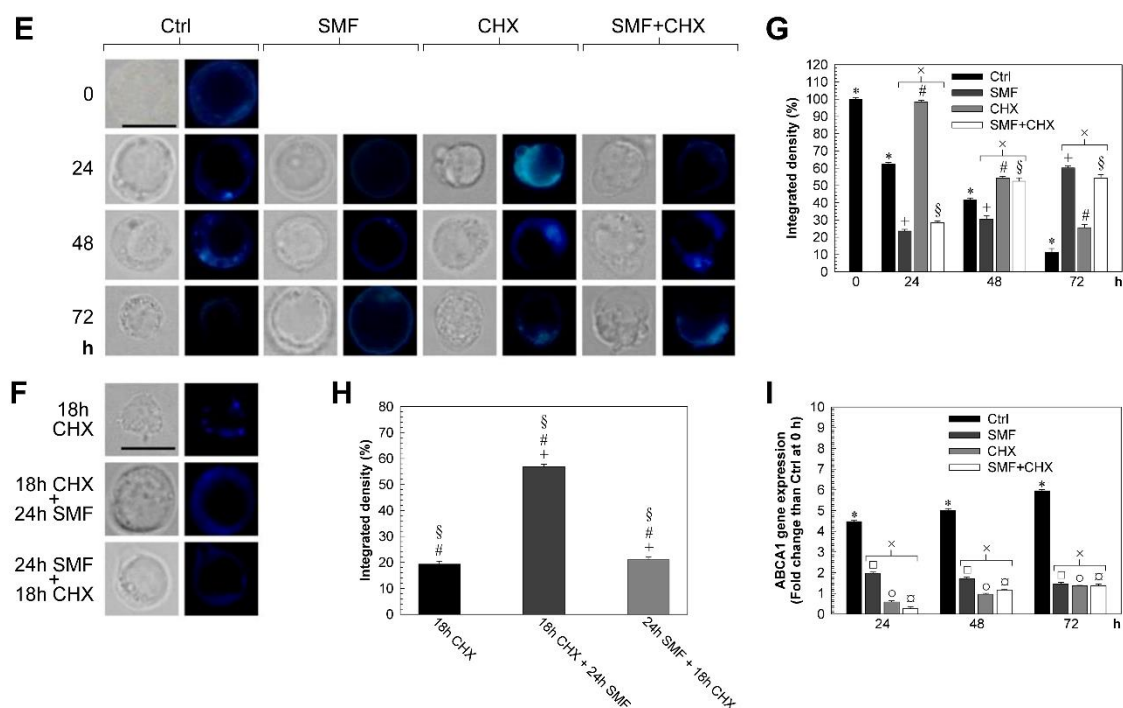 E
Ctrl SMF CHX SMF+CHX
0
24
48
72
h
F
18h
CHX
18h CHX
+
24h SMF
24h SMF
+
18h CHX
G
Integrated density (%)
120
110
100
90
80
70
60
50
40
30
20
10
0
Ctrl
SMF
CHX
SMF+CHX
* × #
* + §
* + × # §
* × + # §
0 24 48 72 h
H
Integrated density (%)
80
70
60
50
40
30
20
10
0
§
#
§
#
+
§
#
+
18h CHX
18h CHX + 24h SMF
24h SMF + 18h CHX
I
ABCA1 gene expression
(Fold change than Ctrl at 0 h)
10
9
8
7
6
5
4
3
2
1
0
Ctrl
SMF
CHX
SMF+CHX
* × □ ○ ¤
* × □ ○ ¤
* × □ ○ ¤
24 48 72 h